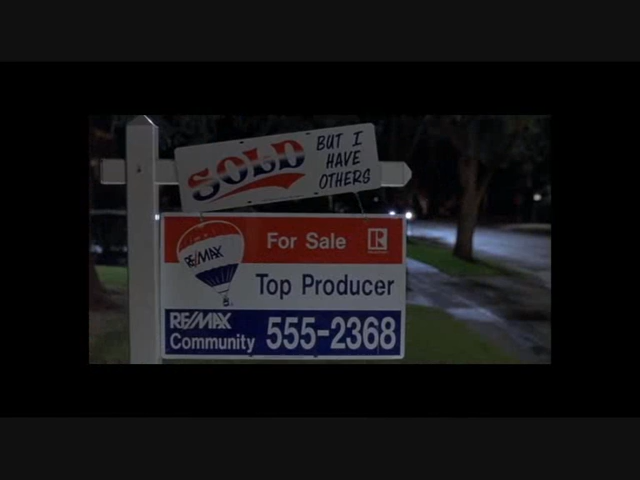 SOLD
BUT I
HAVE
OTHERS
For Sale
R
RE/MAX
Top Producer
RE/MAX
Community 555-2368